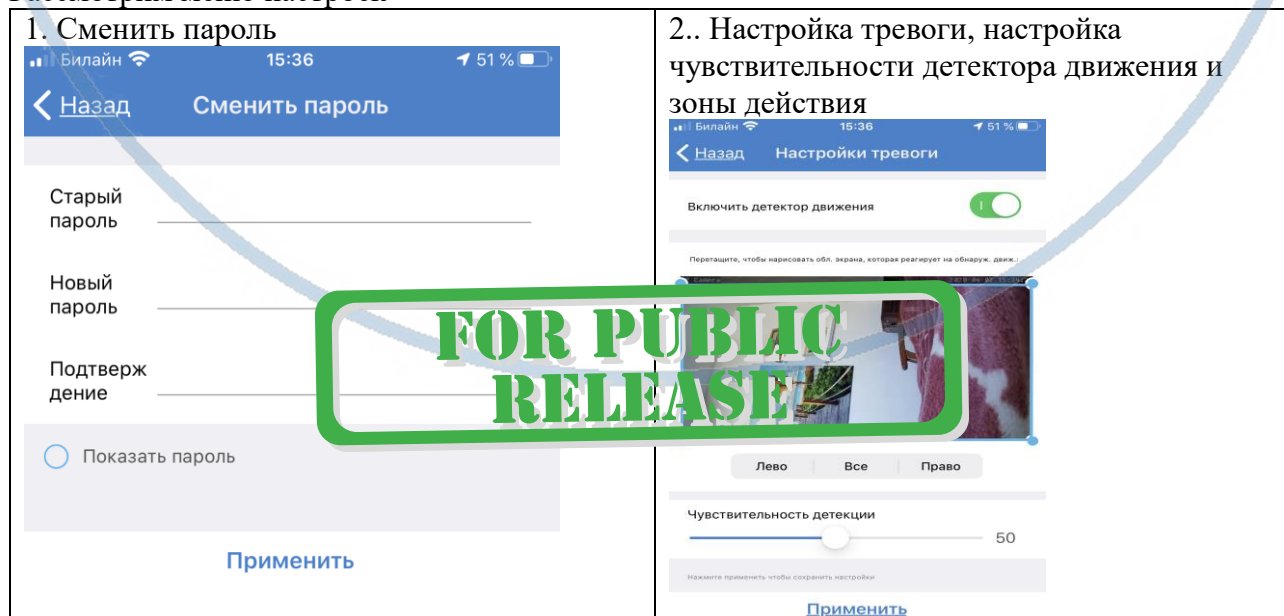 Рассмотрим меню настроек
1. Сменить пароль
Билайн 15:36 51 %
Назад Сменить пароль
Старый
пароль
Новый
пароль
Подтверж
дение
Показать пароль
Применить
2.. Настройка тревоги, настройка
чувствительности детектора движения и
зоны действия
Билайн 15:36 51 %
Назад Настройки тревоги
Включить детектор движения
Перетащите, чтобы нарисовать обл. экрана, которая реагирует на обнаруж. движ.:
FOR PUBLIC
RELEASE
Лево Все Право
Чувствительность детекции
50
Нажмите применить чтобы сохранить настройки
Применить